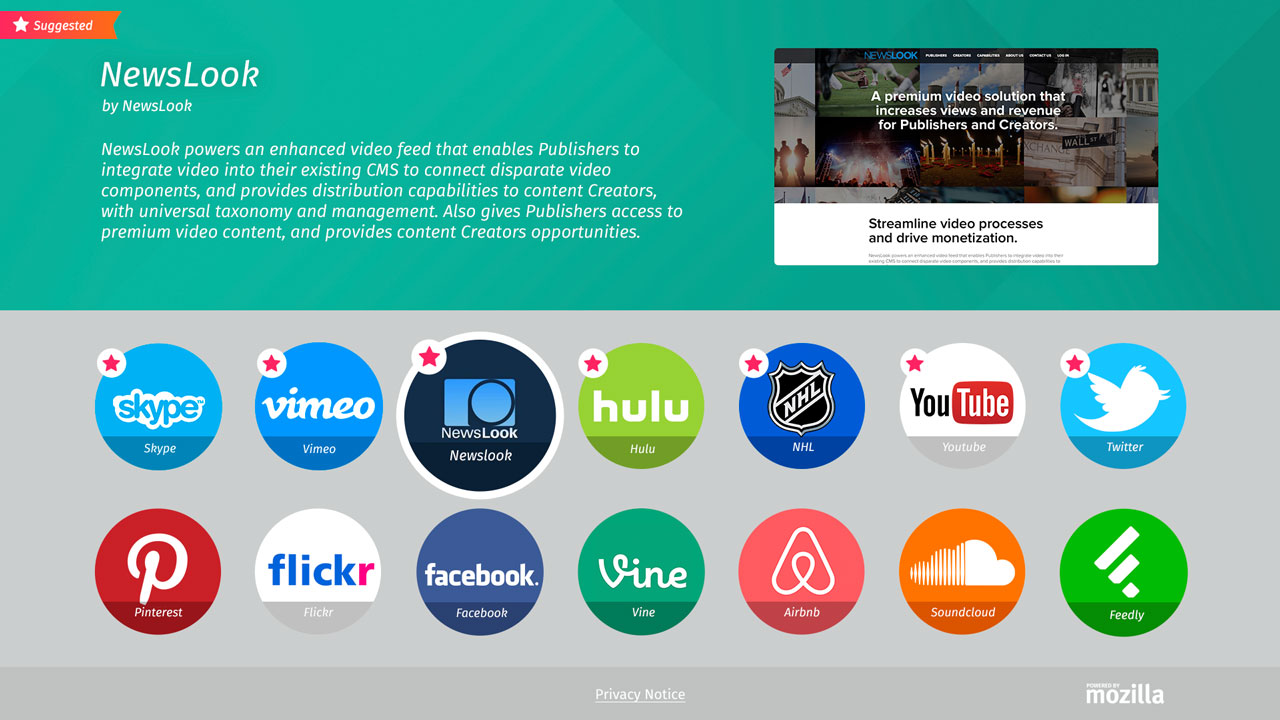 Suggested
NewsLook
by NewsLook
NewsLook powers an enhanced video feed that enables Publishers to
integrate video into their existing CMS to connect disparate video
components, and provides distribution capabilities to content Creators,
with universal taxonomy and management. Also gives Publishers access to
premium video content, and provides content Creators opportunities.
NEWSLOOK PUBLISHERS CREATORS CAPABILITIES ABOUT US CONTACT US LOG IN
A premium video solution that
increases views and revenue
for Publishers and Creators.
WALL ST
Streamline video processes
and drive monetization.
NewsLook powers an enhanced video feed that enables Publishers to integrate video into their
existing CMS to connect disparate video components, and provides distribution capabilities to
skype™
Skype
vimeo
Vimeo
NewsLook
Newslook
hulu
Hulu
NHL
NHL
YouTube
Youtube
Twitter
Pinterest
flickr
Flickr
facebook.
Facebook
Vine
Vine
Airbnb
Soundcloud
Feedly
Privacy Notice
POWERED BY
mozilla